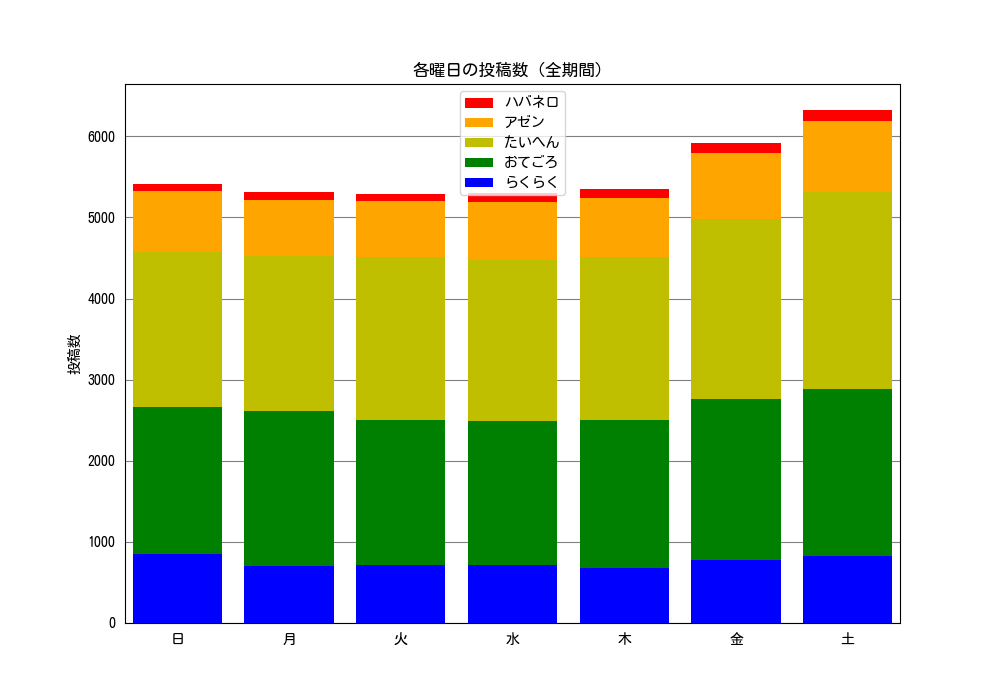 各曜日の投稿数（全期間）
ハバネロ
アゼン
たいへん
おてごろ
らくらく
投稿数
6000
5000
4000
3000
2000
1000
0
日 月 火 水 木 金 土